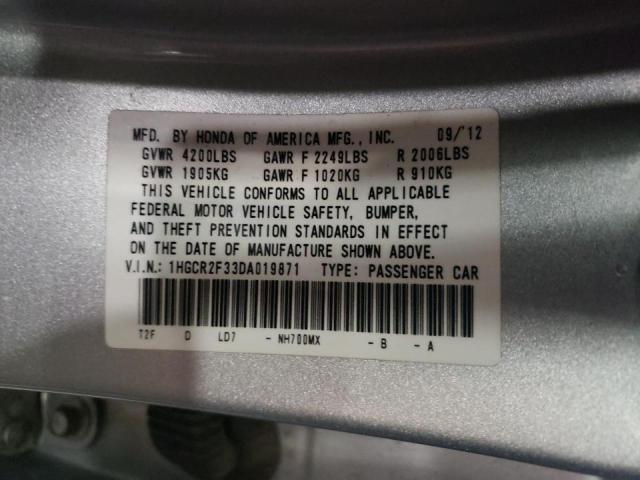 MFD. BY HONDA OF AMERICA MFG., INC. 09/'12
GVWR 4200LBS GAWR F 2249LBS R 2006LBS
GVWR 1905KG GAWR F 1020KG R 910KG
THIS VEHICLE CONFORMS TO ALL APPLICABLE
FEDERAL MOTOR VEHICLE SAFETY, BUMPER,
AND THEFT PREVENTION STANDARDS IN EFFECT
ON THE DATE OF MANUFACTURE SHOWN ABOVE.
V.I.N.: 1HGCR2F33DA019871 TYPE: PASSENGER CAR
T2F D LD7 - NH700MX - B - A